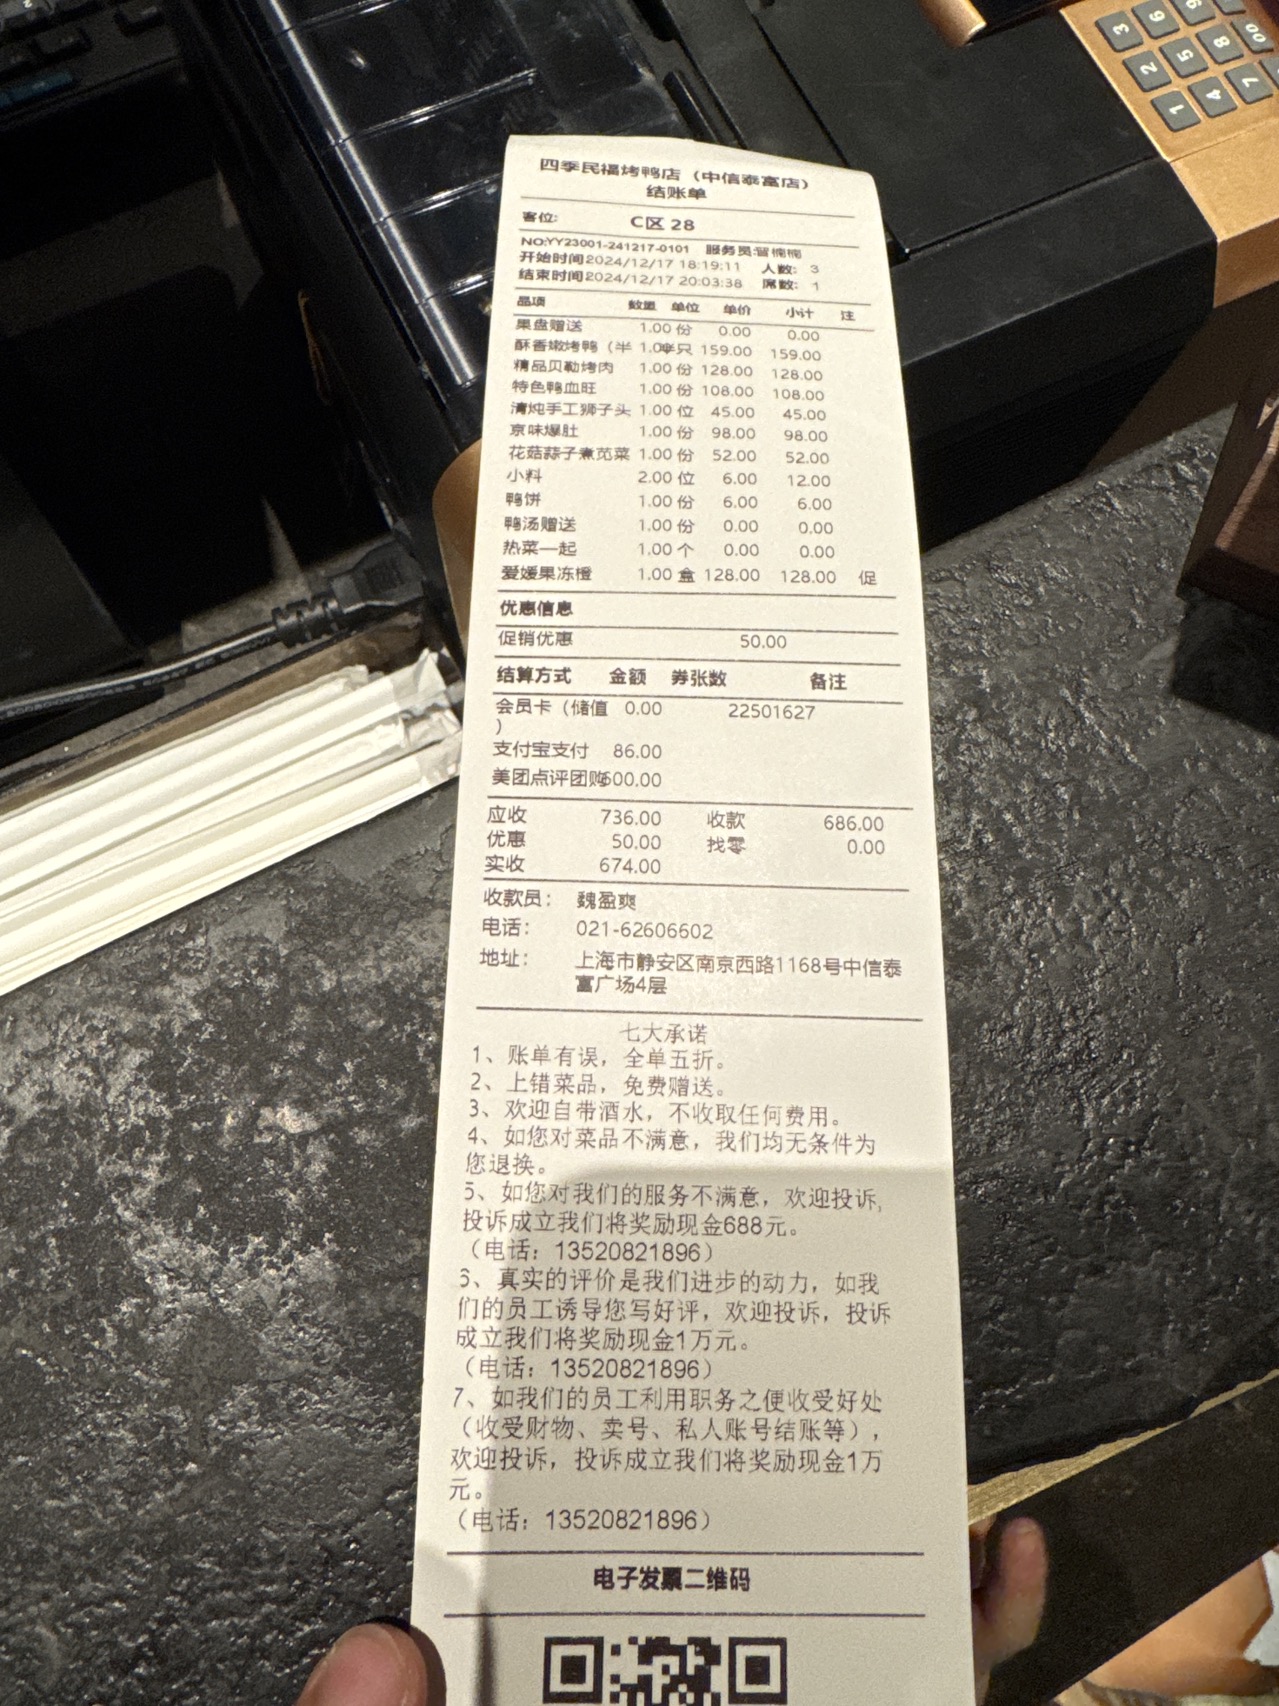 四季民福烤鸭店（中信泰富店）
结账单
客位: C区 28
NO:YY23001-241217-0101 服务员:
开始时间2024/12/17 18:19:11 人数: 3
结束时间2024/12/17 20:03:38 席数: 1
品项 数量 单位 单价 小计 注
果盘赠送 1.00 份 0.00 0.00
酥香嫩烤鸭（半 1.00半只 159.00 159.00
精品贝勒烤肉 1.00 份 128.00 128.00
特色鸭血旺 1.00 份 108.00 108.00
清炖手工狮子头 1.00 位 45.00 45.00
京味爆肚 1.00 份 98.00 98.00
花菇蒜子煮苋菜 1.00 份 52.00 52.00
小料 2.00 位 6.00 12.00
鸭饼 1.00 份 6.00 6.00
鸭汤赠送 1.00 份 0.00 0.00
热菜一起 1.00 个 0.00 0.00
爱媛果冻橙 1.00 盒 128.00 128.00 促
优惠信息
促销优惠 50.00
结算方式 金额 券张数 备注
会员卡（储值 0.00 22501627
）
支付宝支付 86.00
美团点评团购600.00
应收 736.00 收款 686.00
优惠 50.00 找零 0.00
实收 674.00
收款员: 魏盈爽
电话: 021-62606602
地址: 上海市静安区南京西路1168号中信泰
富广场4层
七大承诺
1、账单有误，全单五折。
2、上错菜品，免费赠送。
3、欢迎自带酒水，不收取任何费用。
4、如您对菜品不满意，我们均无条件为
您退换。
5、如您对我们的服务不满意，欢迎投诉,
投诉成立我们将奖励现金688元。
（电话：13520821896）
6、真实的评价是我们进步的动力，如我
们的员工诱导您写好评，欢迎投诉，投诉
成立我们将奖励现金1万元。
（电话：13520821896）
7、如我们的员工利用职务之便收受好处
（收受财物、卖号、私人账号结账等），
欢迎投诉，投诉成立我们将奖励现金1万
元。
（电话：13520821896）
电子发票二维码
3 6 9
2 5 8 00
1 4 7